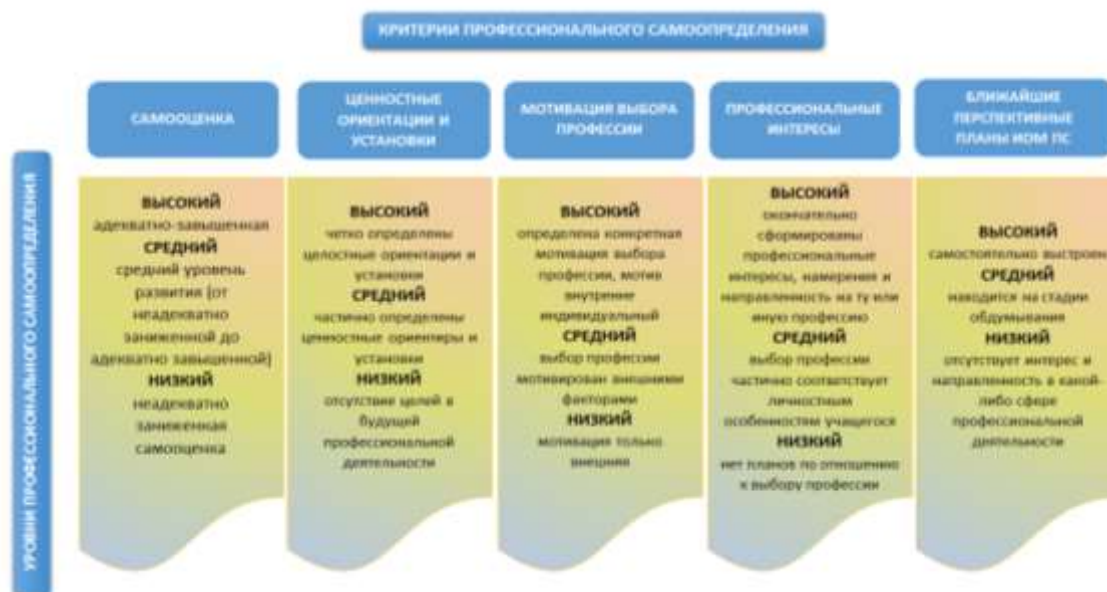 КРИТЕРИИ ПРОФЕССИОНАЛЬНОГО САМООПРЕДЕЛЕНИЯ
УРОВНИ ПРОФЕССИОНАЛЬНОГО САМООПРЕДЕЛЕНИЯ
САМООЦЕНКА
ВЫСОКИЙ
адекватно-завышенная
СРЕДНИЙ
средний уровень
развития (от
неадекватно
заниженной до
адекватно завышенной)
НИЗКИЙ
неадекватно
заниженная
самооценка
ЦЕННОСТНЫЕ
ОРИЕНТАЦИИ И
УСТАНОВКИ
ВЫСОКИЙ
четко определены
целостные ориентации и
установки
СРЕДНИЙ
частично определены
ценностные ориентиры и
установки
НИЗКИЙ
отсутствие целей в
будущей
профессиональной
деятельности
МОТИВАЦИЯ ВЫБОРА
ПРОФЕССИИ
ВЫСОКИЙ
определена конкретная
мотивация выбора
профессии, мотив
внутренне
индивидуальный
СРЕДНИЙ
выбор профессии
мотивирован внешними
факторами
НИЗКИЙ
мотивация только
внешняя
ПРОФЕССИОНАЛЬНЫЕ
ИНТЕРЕСЫ
ВЫСОКИЙ
окончательно
сформированы
профессиональные
интересы, намерения и
направленность на ту или
иную профессию
СРЕДНИЙ
выбор профессии
частично соответствует
личностным
особенностям учащегося
НИЗКИЙ
нет планов по отношению
к выбору профессии
БЛИЖАЙШИЕ
ПЕРСПЕКТИВНЫЕ
ПЛАНЫ ИОМ ПС
ВЫСОКИЙ
самостоятельно выстроен
СРЕДНИЙ
находится на стадии
обдумывания
НИЗКИЙ
отсутствует интерес и
направленность в какой-
либо сфере
профессиональной
деятельности